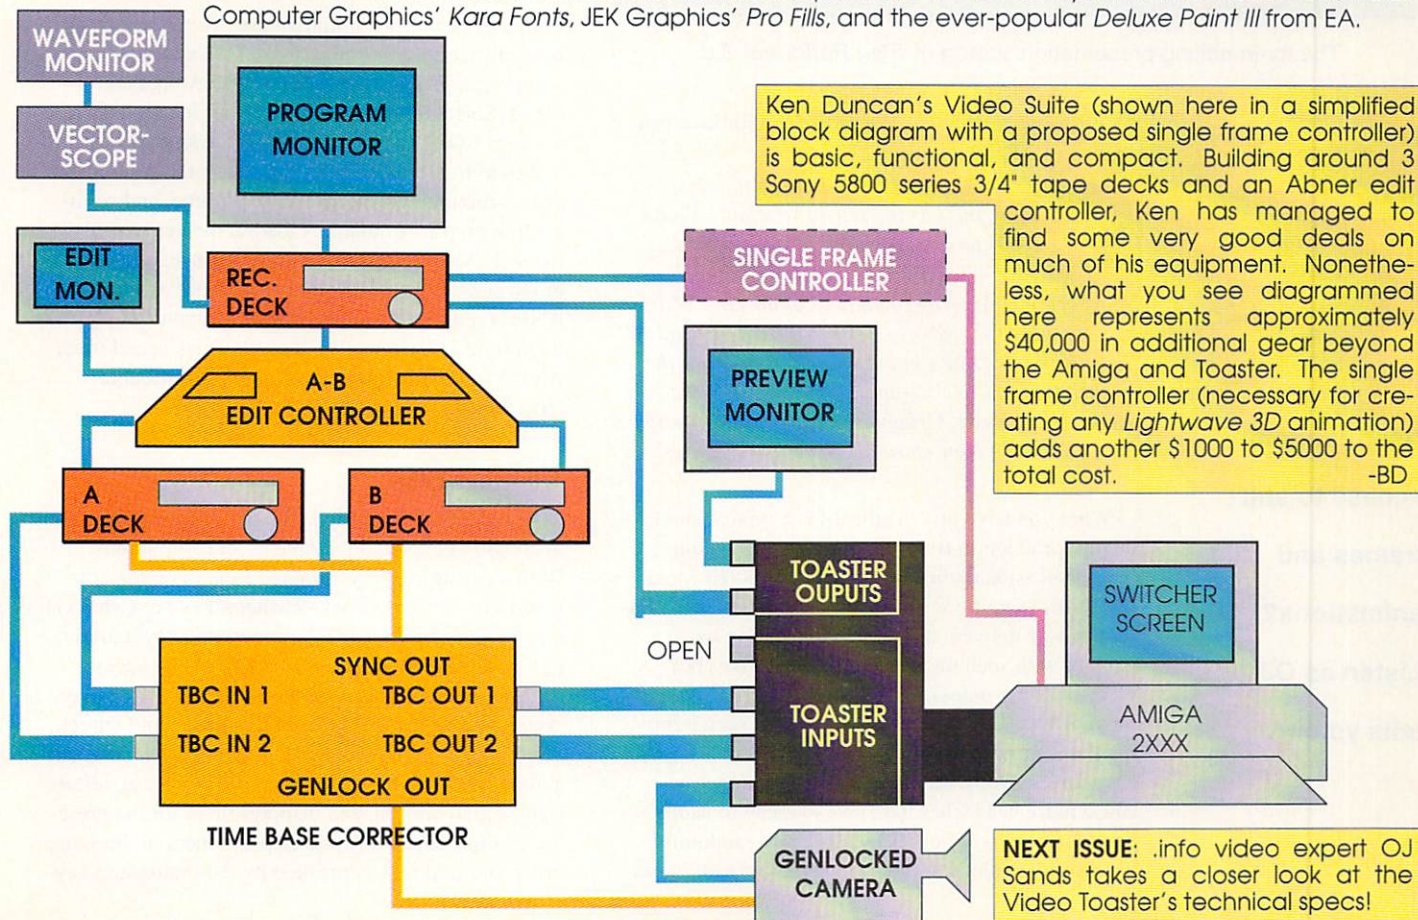 Computer Graphics' Kara Fonts, JEK Graphics' Pro Fills, and the ever-popular Deluxe Paint III from EA.
WAVEFORM
MONITOR
VECTOR-
SCOPE
PROGRAM
MONITOR
EDIT
MON.
REC.
DECK
A-B
EDIT CONTROLLER
A
DECK
B
DECK
SINGLE FRAME
CONTROLLER
PREVIEW
MONITOR
Ken Duncan's Video Suite (shown here in a simplified
block diagram with a proposed single frame controller)
is basic, functional, and compact. Building around 3
Sony 5800 series 3/4" tape decks and an Abner edit
controller, Ken has managed to
find some very good deals on
much of his equipment. Nonethe-
less, what you see diagrammed
here represents approximately
$40,000 in additional gear beyond
the Amiga and Toaster. The single
frame controller (necessary for cre-
ating any Lightwave 3D animation)
adds another $1000 to $5000 to the
total cost. -BD
TOASTER
OUPUTS
OPEN
TOASTER
INPUTS
SWITCHER
SCREEN
AMIGA
2XXX
SYNC OUT
TBC IN 1 TBC OUT 1
TBC IN 2 TBC OUT 2
GENLOCK OUT
TIME BASE CORRECTOR
GENLOCKED
CAMERA
NEXT ISSUE: .info video expert OJ
Sands takes a closer look at the
Video Toaster's technical specs!